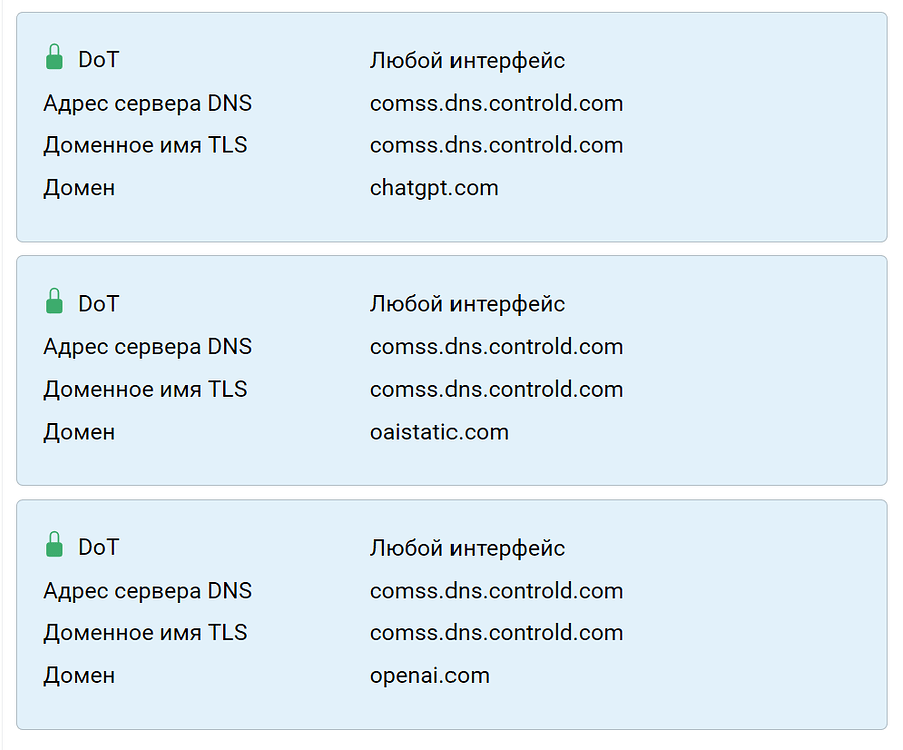 DoT Любой интерфейс
Адрес сервера DNS comss.dns.controld.com
Доменное имя TLS comss.dns.controld.com
Домен chatgpt.com
DoT Любой интерфейс
Адрес сервера DNS comss.dns.controld.com
Доменное имя TLS comss.dns.controld.com
Домен oaistatic.com
DoT Любой интерфейс
Адрес сервера DNS comss.dns.controld.com
Доменное имя TLS comss.dns.controld.com
Домен openai.com